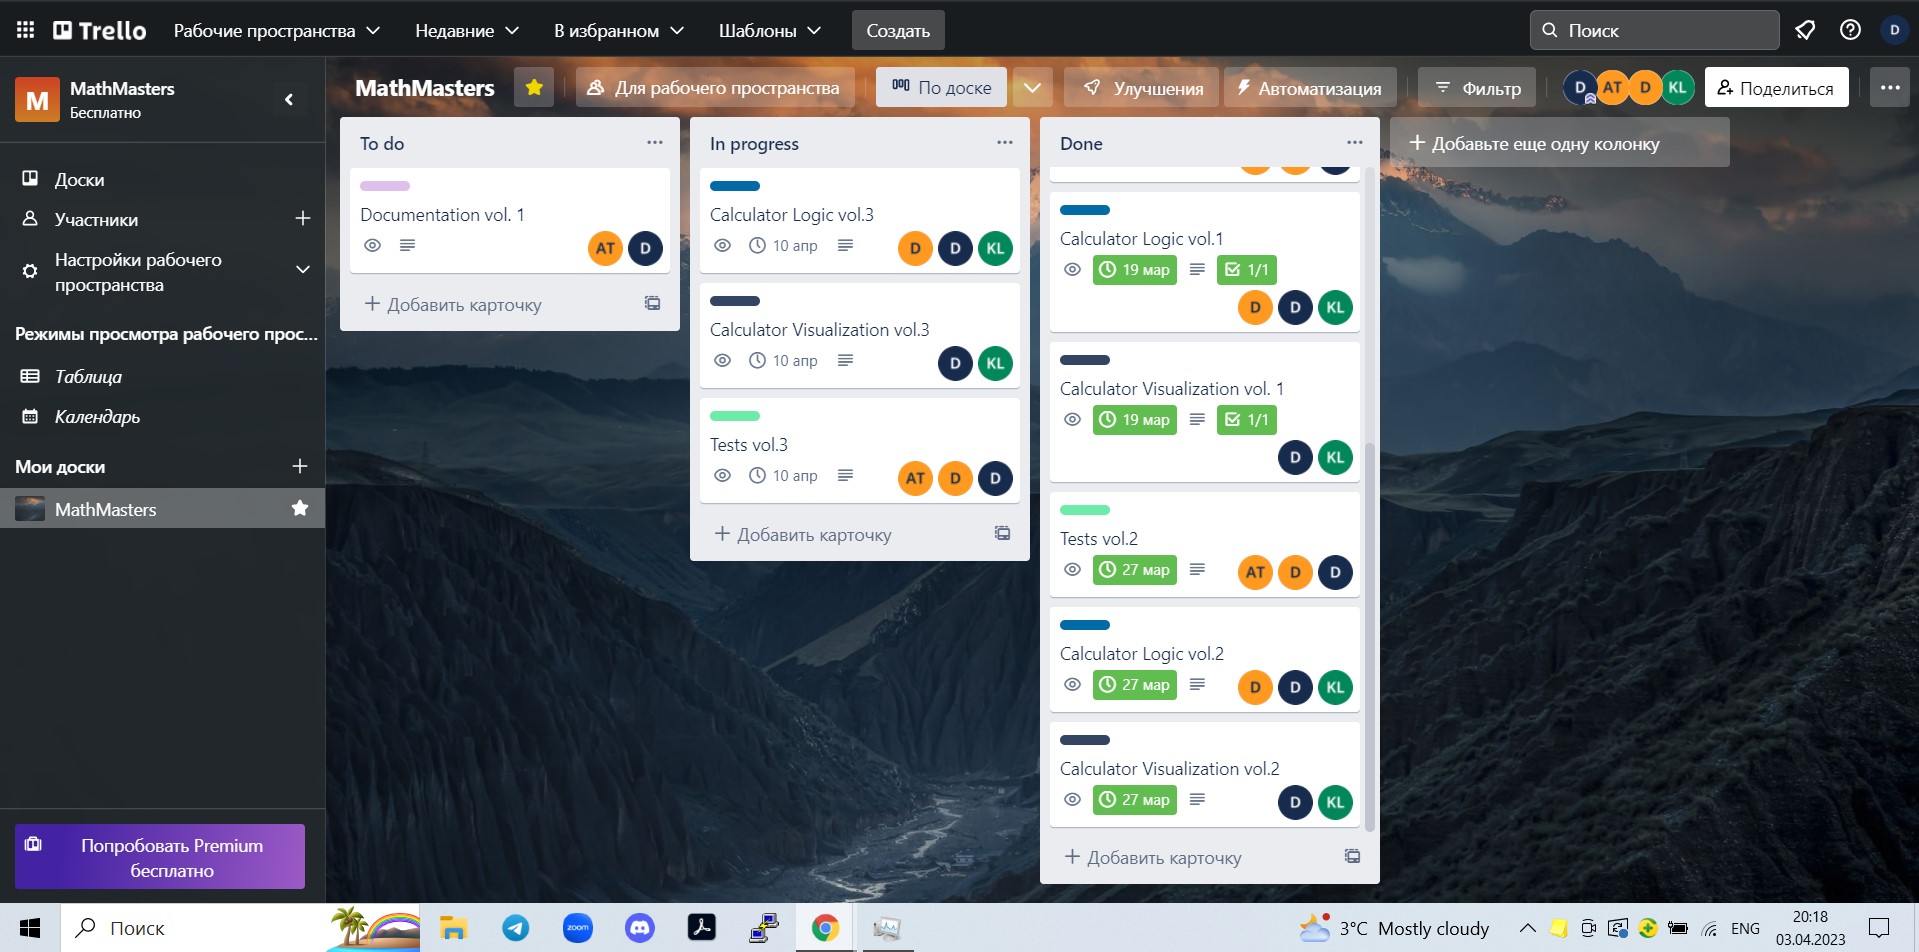 Trello
Рабочие пространства
Недавние
В избранном
Шаблоны
Создать
Поиск
D
M
MathMasters
Бесплатно
Доски
Участники
Настройки рабочего
пространства
Режимы просмотра рабочего прос...
Таблица
Календарь
Мои доски
MathMasters
Попробовать Premium
бесплатно
MathMasters
Для рабочего пространства
По доске
Улучшения
Автоматизация
Фильтр
D AT D KL
Поделиться
To do
Documentation vol. 1
AT D
+ Добавить карточку
In progress
Calculator Logic vol.3
10 апр
D D KL
Calculator Visualization vol.3
10 апр
D KL
Tests vol.3
10 апр
AT D D
+ Добавить карточку
Done
Calculator Logic vol.1
19 мар 1/1
D D KL
Calculator Visualization vol. 1
19 мар 1/1
D KL
Tests vol.2
27 мар
AT D D
Calculator Logic vol.2
27 мар
D D KL
Calculator Visualization vol.2
27 мар
D KL
+ Добавить карточку
+ Добавьте еще одну колонку
Поиск
zoom
3°C Mostly cloudy
ENG
20:18
03.04.2023